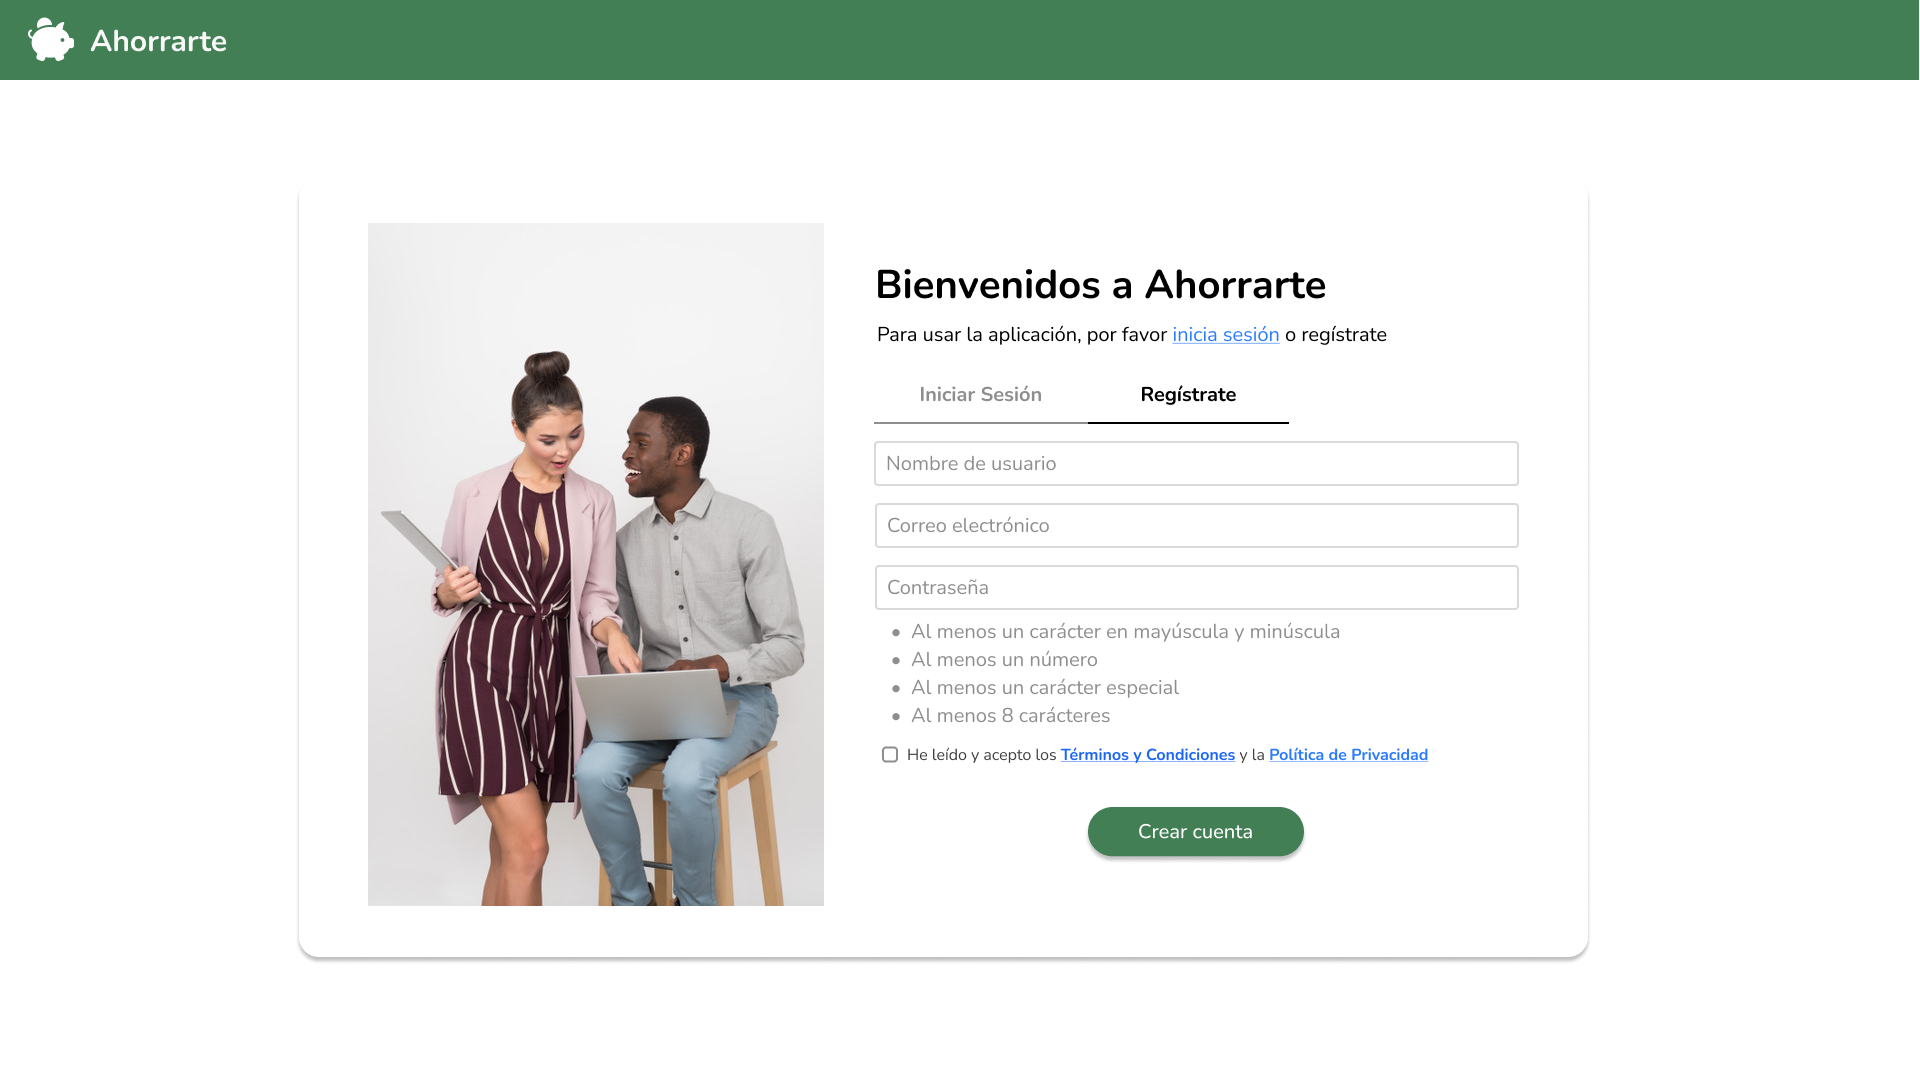 Ahorrarte
Bienvenidos a Ahorrarte
Para usar la aplicación, por favor inicia sesión o regístrate
Iniciar Sesión
Regístrate
Nombre de usuario
Correo electrónico
Contraseña
• Al menos un carácter en mayúscula y minúscula
• Al menos un número
• Al menos un carácter especial
• Al menos 8 carácteres
He leído y acepto los Términos y Condiciones y la Política de Privacidad
Crear cuenta